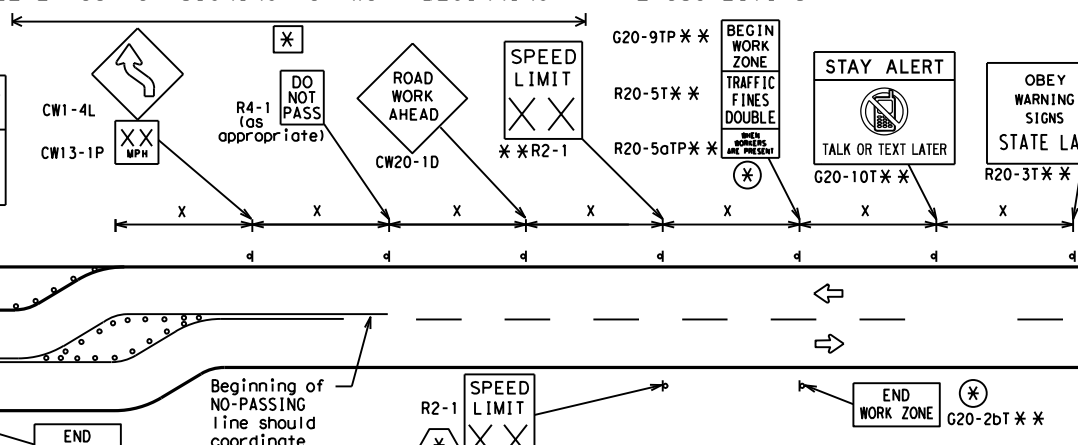 CW1-4L
CW13-1P
XX
MPH
*
R4-1
(as
appropriate)
DO
NOT
PASS
ROAD
WORK
AHEAD
CW20-1D
SPEED
LIMIT
XX
**R2-1
G20-9TP**
R20-5T**
R20-5aTP**
BEGIN
WORK
ZONE
TRAFFIC
FINES
DOUBLE
WHEN
WORKERS
ARE PRESENT
*
STAY ALERT
TALK OR TEXT LATER
G20-10T**
OBEY
WARNING
SIGNS
STATE LA
R20-3T**
X X X X X X X
Beginning of
NO-PASSING
line should
coordinate
R2-1
SPEED
LIMIT
XX
*
END
WORK ZONE
*
G20-2bT**
END